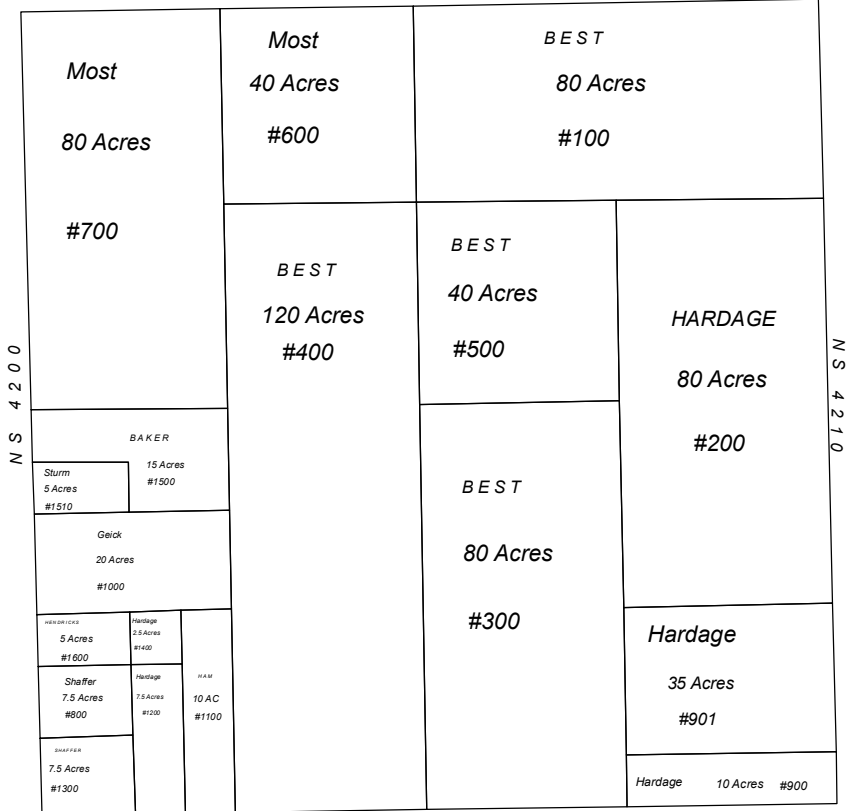 Most
80 Acres
#700
Most
40 Acres
#600
BEST
80 Acres
#100
BEST
120 Acres
#400
BEST
40 Acres
#500
HARDAGE
80 Acres
#200
NS 4200
NS 4210
BAKER
15 Acres
#1500
Sturm
5 Acres
#1510
BEST
80 Acres
#300
Geick
20 Acres
#1000
HENDRICKS
5 Acres
#1600
Hardage
2.5 Acres
#1400
Hardage
35 Acres
#901
Shaffer
7.5 Acres
#800
Hardage
7.5 Acres
#1200
HAM
10 AC
#1100
SHAFFER
7.5 Acres
#1300
Hardage 10 Acres #900